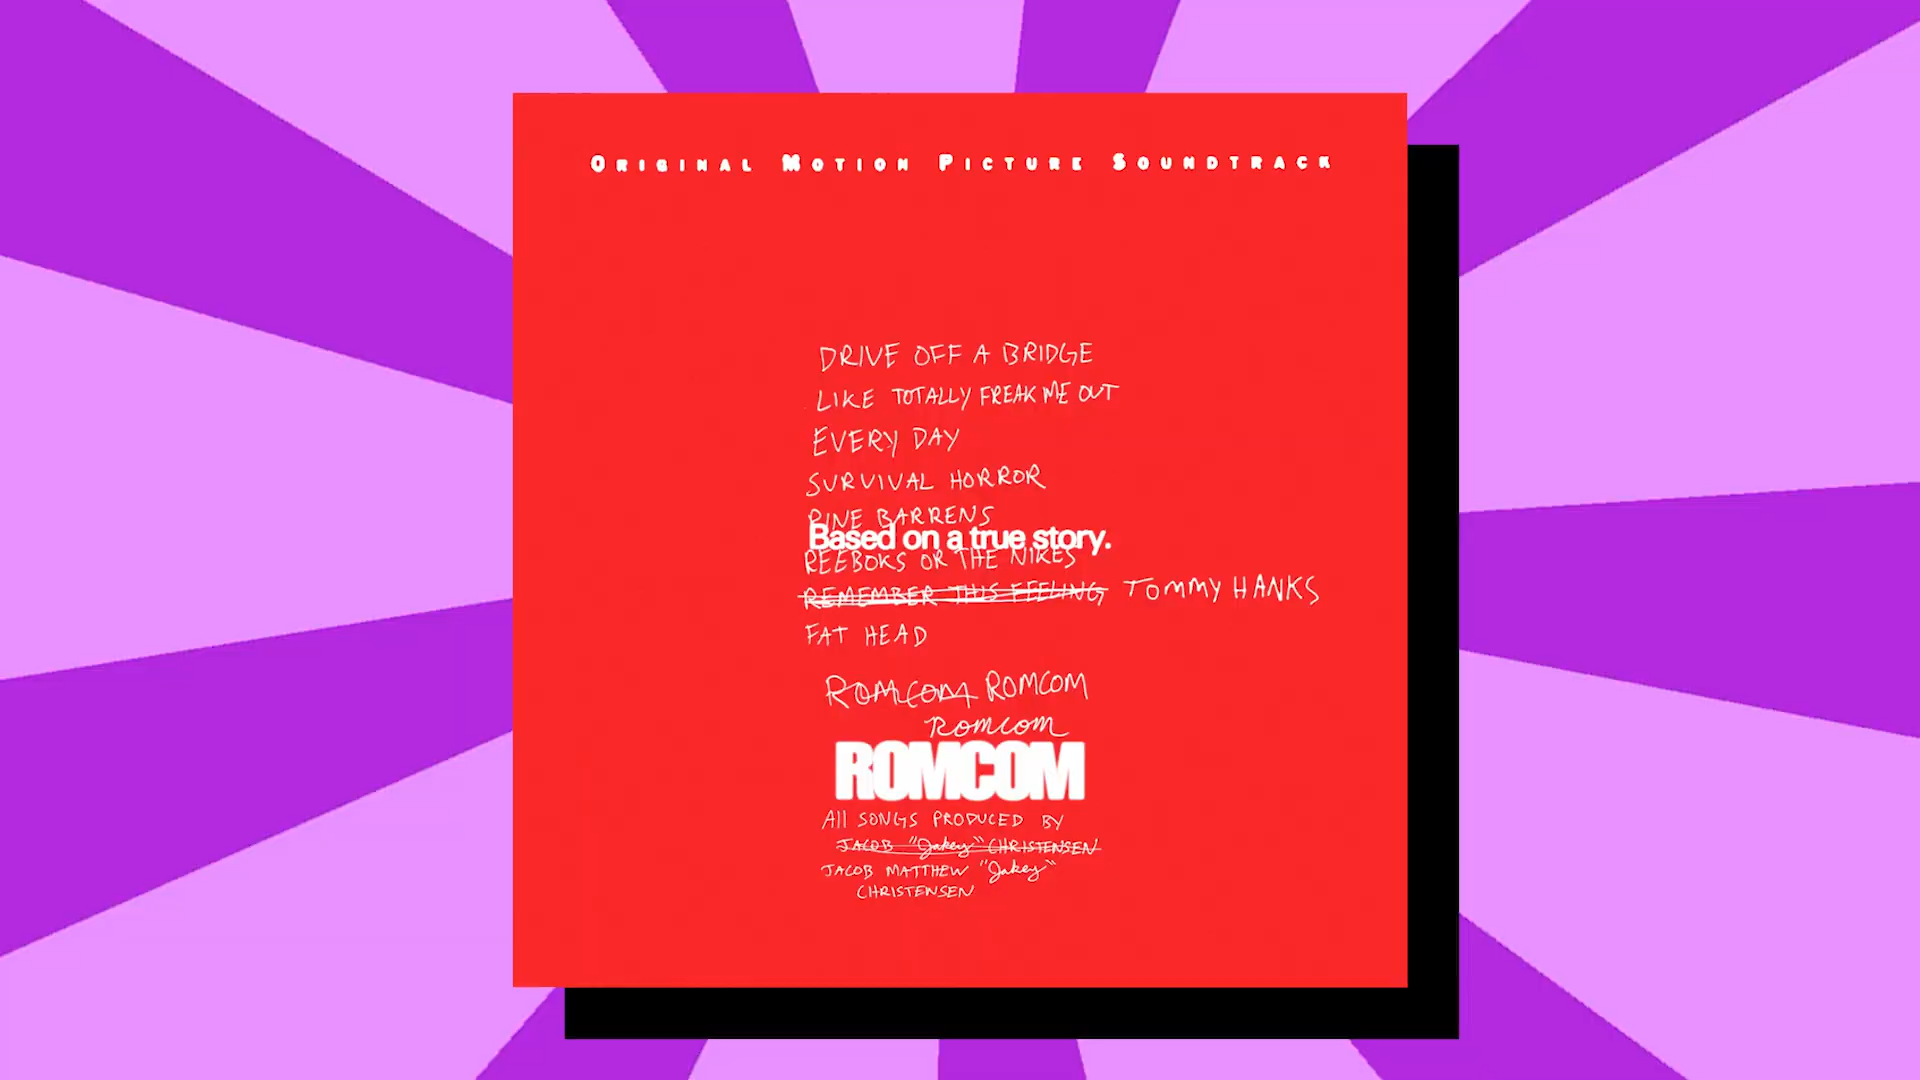 Original Motion Picture Soundtrack
DRIVE OFF A BRIDGE
LIKE TOTALLY FREAK ME OUT
EVERY DAY
SURVIVAL HORROR
PINE BARRENS
Based on a true story.
REEBOKS OR THE NIKES
REMEMBER THIS FEELING TOMMY HANKS
FAT HEAD
ROMCOM ROMCOM
ROMCOM
ROMCOM
All SONGS PRODUCED BY
JACOB "Jakey" CHRISTENSEN
JACOB MATTHEW "Jakey"
CHRISTENSEN